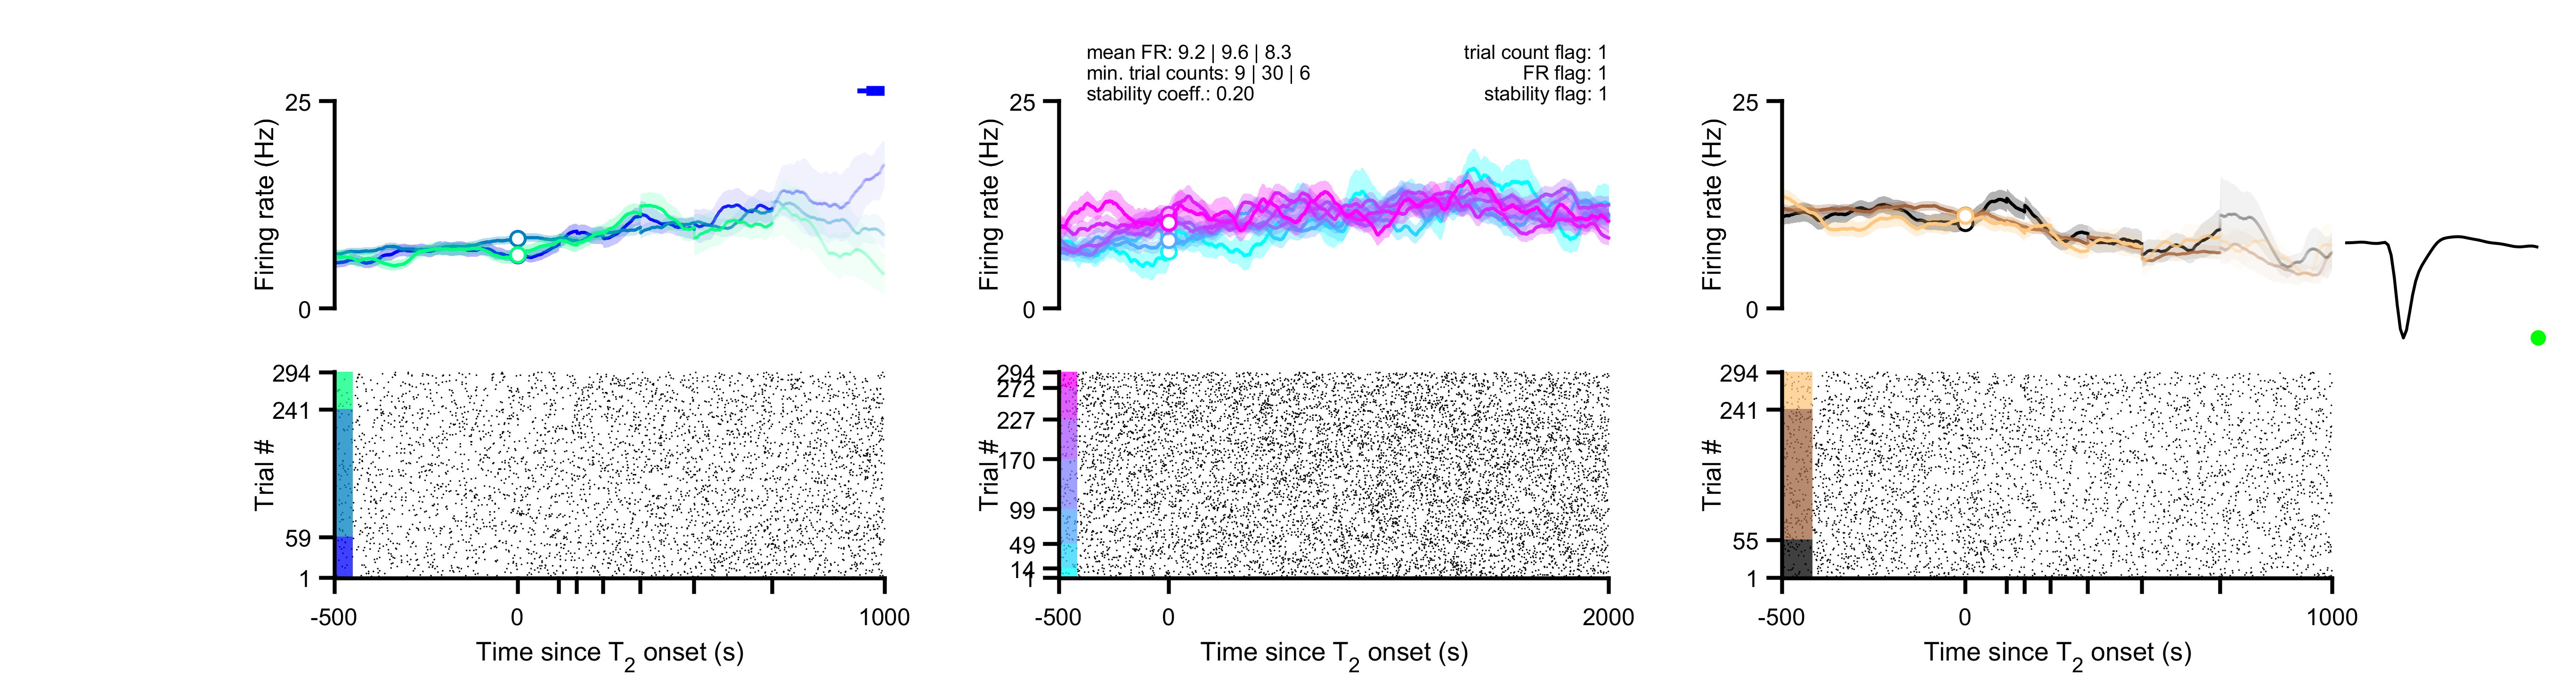 mean FR: 9.2 | 9.6 | 8.3
min. trial counts: 9 | 30 | 6
stability coeff.: 0.20
trial count flag: 1
FR flag: 1
stability flag: 1
25
Firing rate (Hz)
0
294
241
Trial #
59
1
-500
0
1000
Time since T2 onset (s)
25
Firing rate (Hz)
0
294
272
227
170
Trial #
99
49
14
1
-500
0
2000
Time since T2 onset (s)
25
Firing rate (Hz)
0
294
241
Trial #
55
1
-500
0
1000
Time since T2 onset (s)